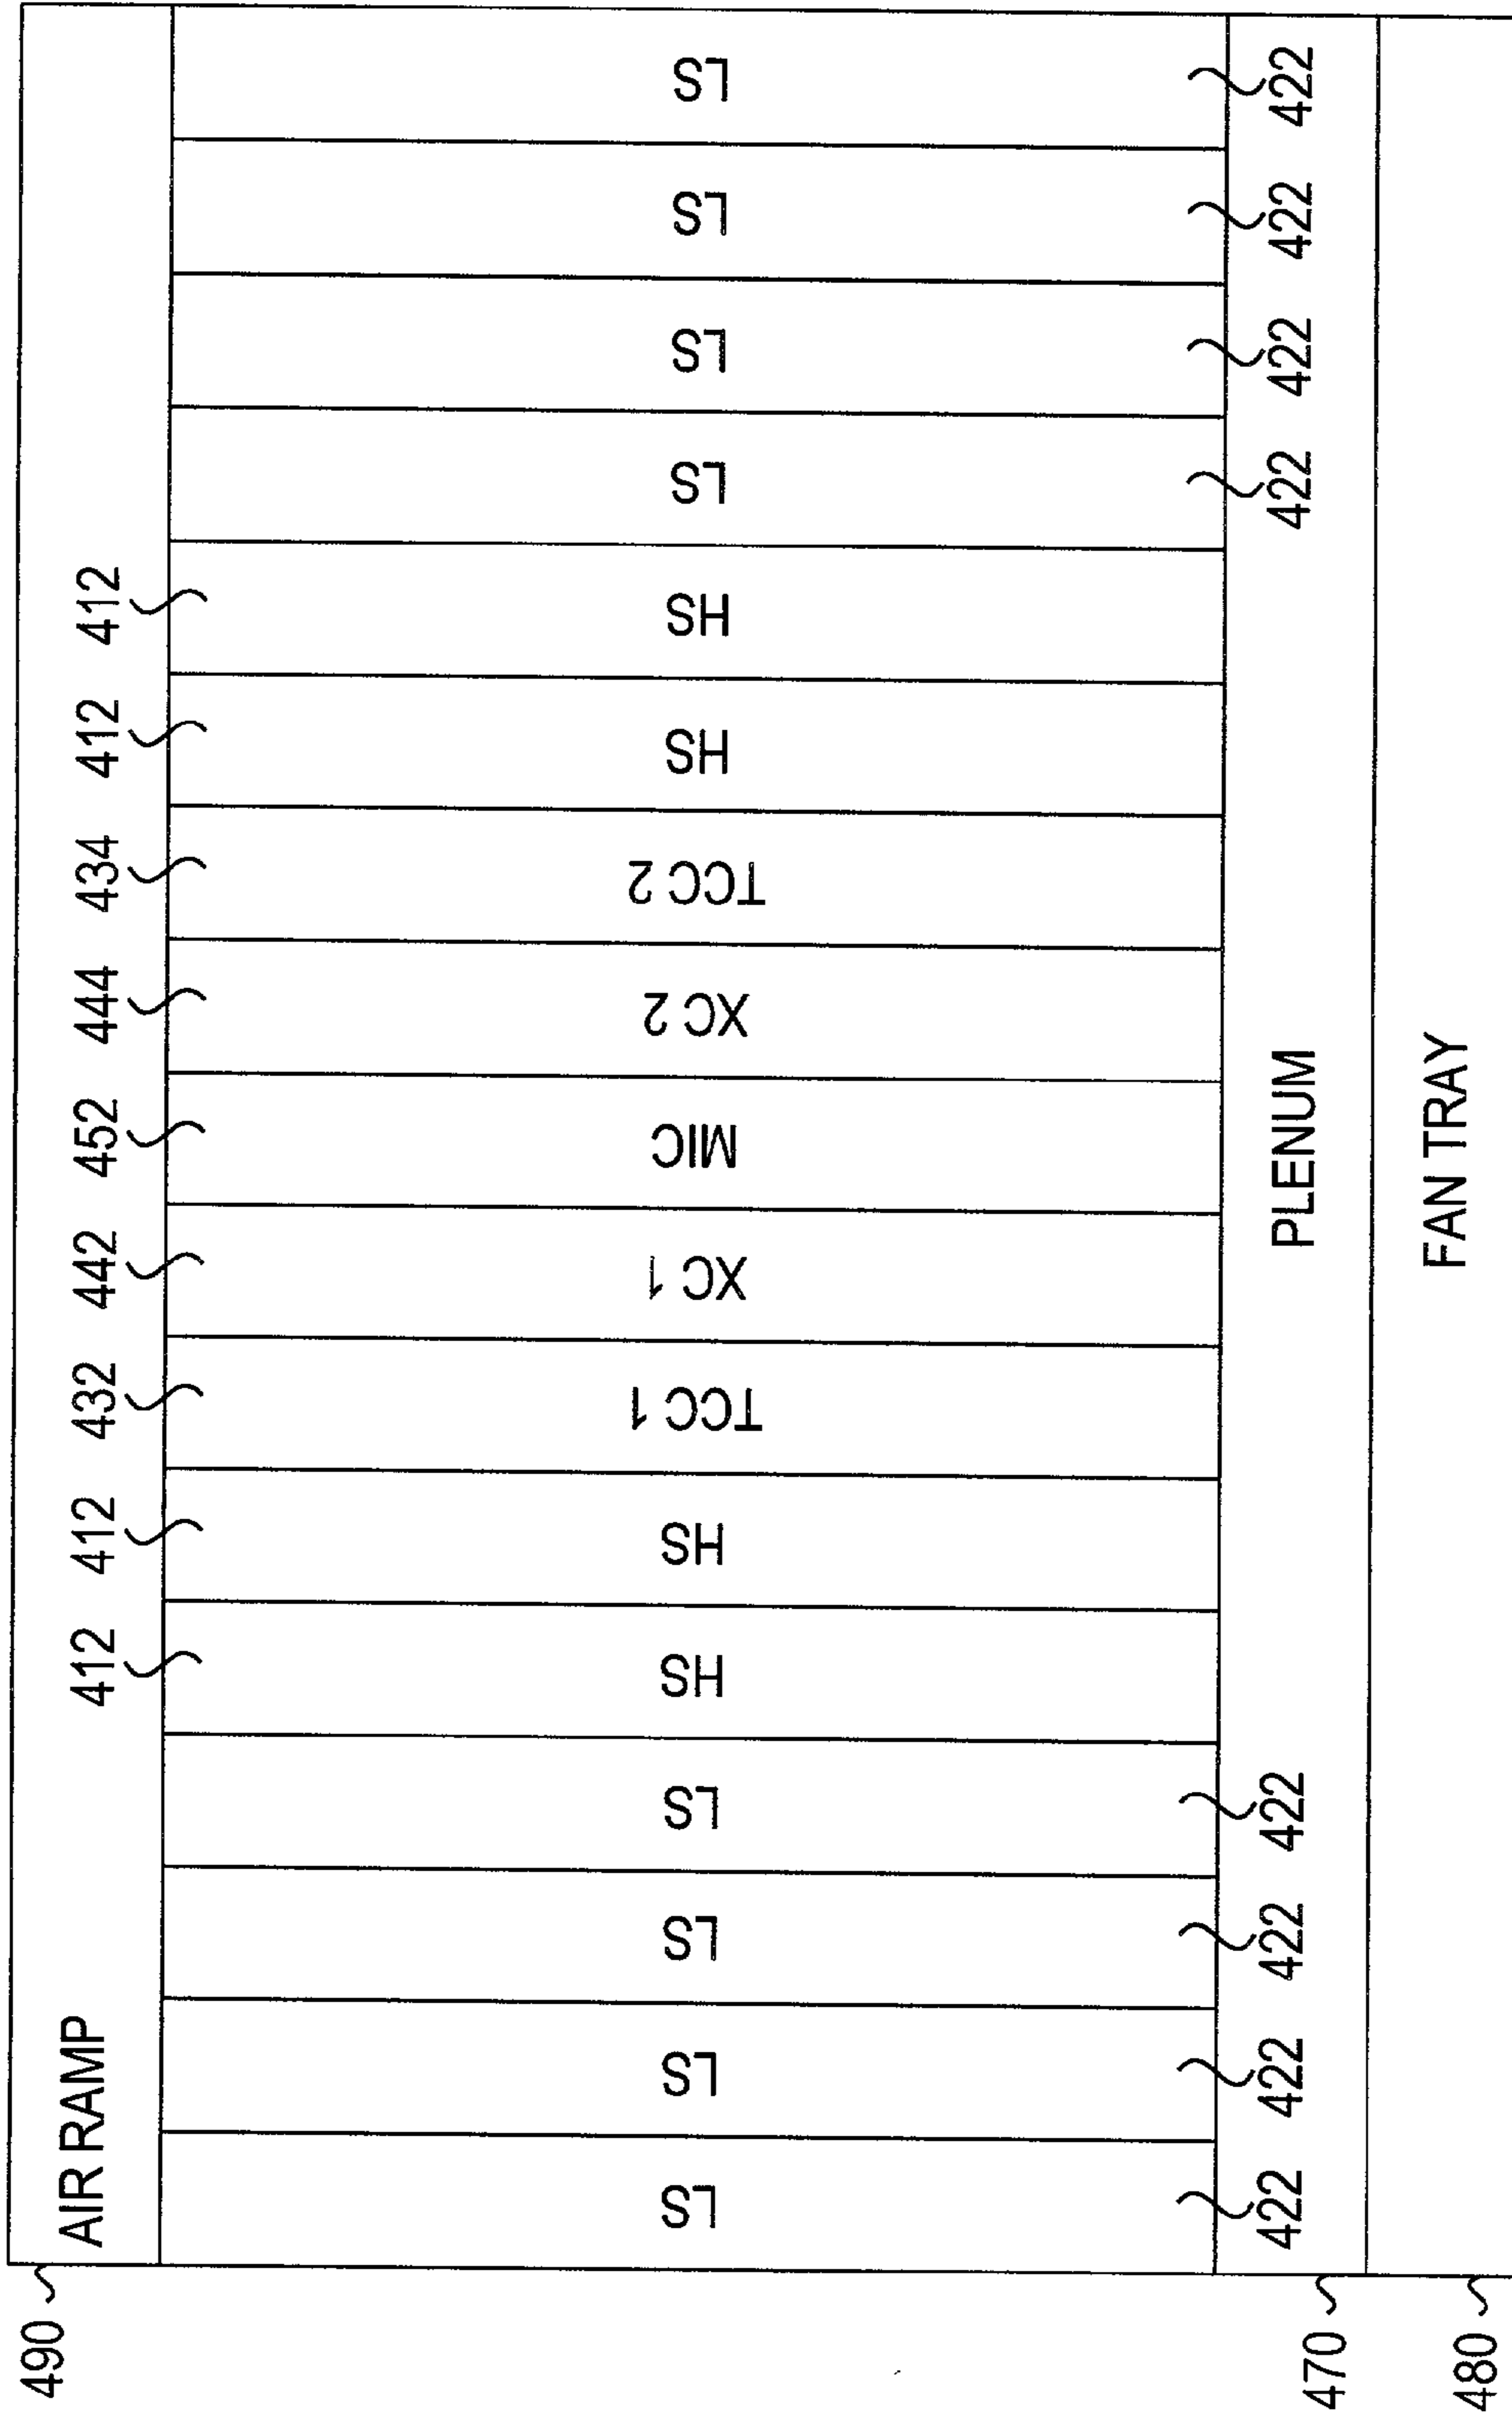 490
AIR RAMP
412 412 432 442 452 444 434 412 412
LS
LS
LS
LS
HS
HS
TCC 1
XC 1
MIC
XC 2
TCC 2
HS
HS
LS
LS
LS
LS
422 422 422 422 422 422 422 422
470
PLENUM
480
FAN TRAY